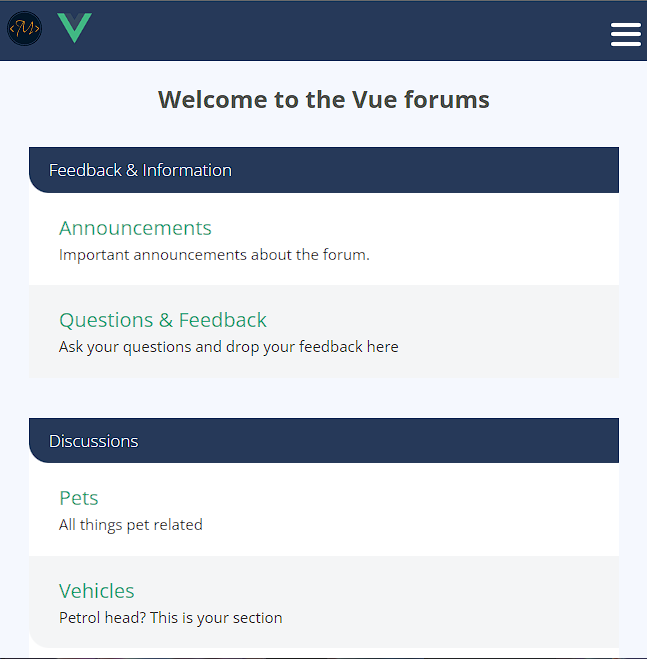 <M>
Welcome to the Vue forums
Feedback & Information
Announcements
Important announcements about the forum.
Questions & Feedback
Ask your questions and drop your feedback here
Discussions
Pets
All things pet related
Vehicles
Petrol head? This is your section